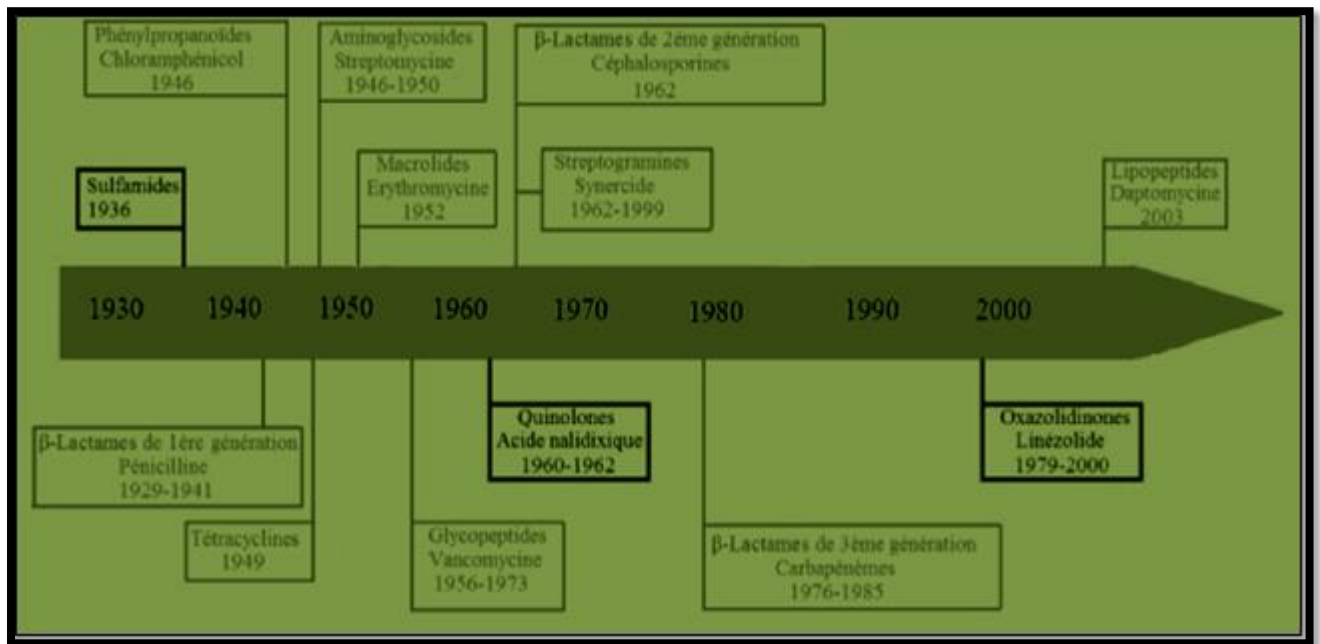 Phénylpropanoïdes
Chloramphénicol
1946
Aminoglycosides
Streptomycine
1946-1950
β-Lactames de 2éme génération
Céphalosporines
1962
Sulfamides
1936
Macrolides
Erythromycine
1952
Streptogramines
Synercide
1962-1999
Lipopeptides
Daptomycine
2003
1930 1940 1950 1960 1970 1980 1990 2000
β-Lactames de 1ère génération
Pénicilline
1929-1941
Quinolones
Acide nalidixique
1960-1962
Oxazolidinones
Linézolide
1979-2000
Tétracyclines
1949
Glycopeptides
Vancomycine
1956-1973
β-Lactames de 3éme génération
Carbapénèmes
1976-1985